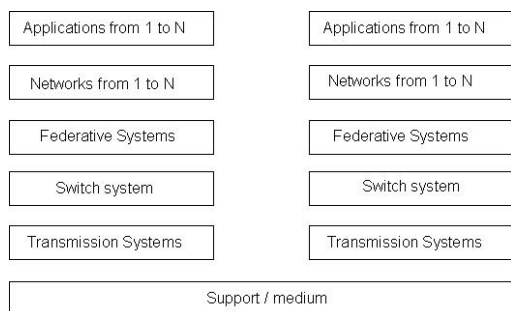 Applications from 1 to N
Applications from 1 to N
Networks from 1 to N
Networks from 1 to N
Federative Systems
Federative Systems
Switch system
Switch system
Transmission Systems
Transmission Systems
Support / medium